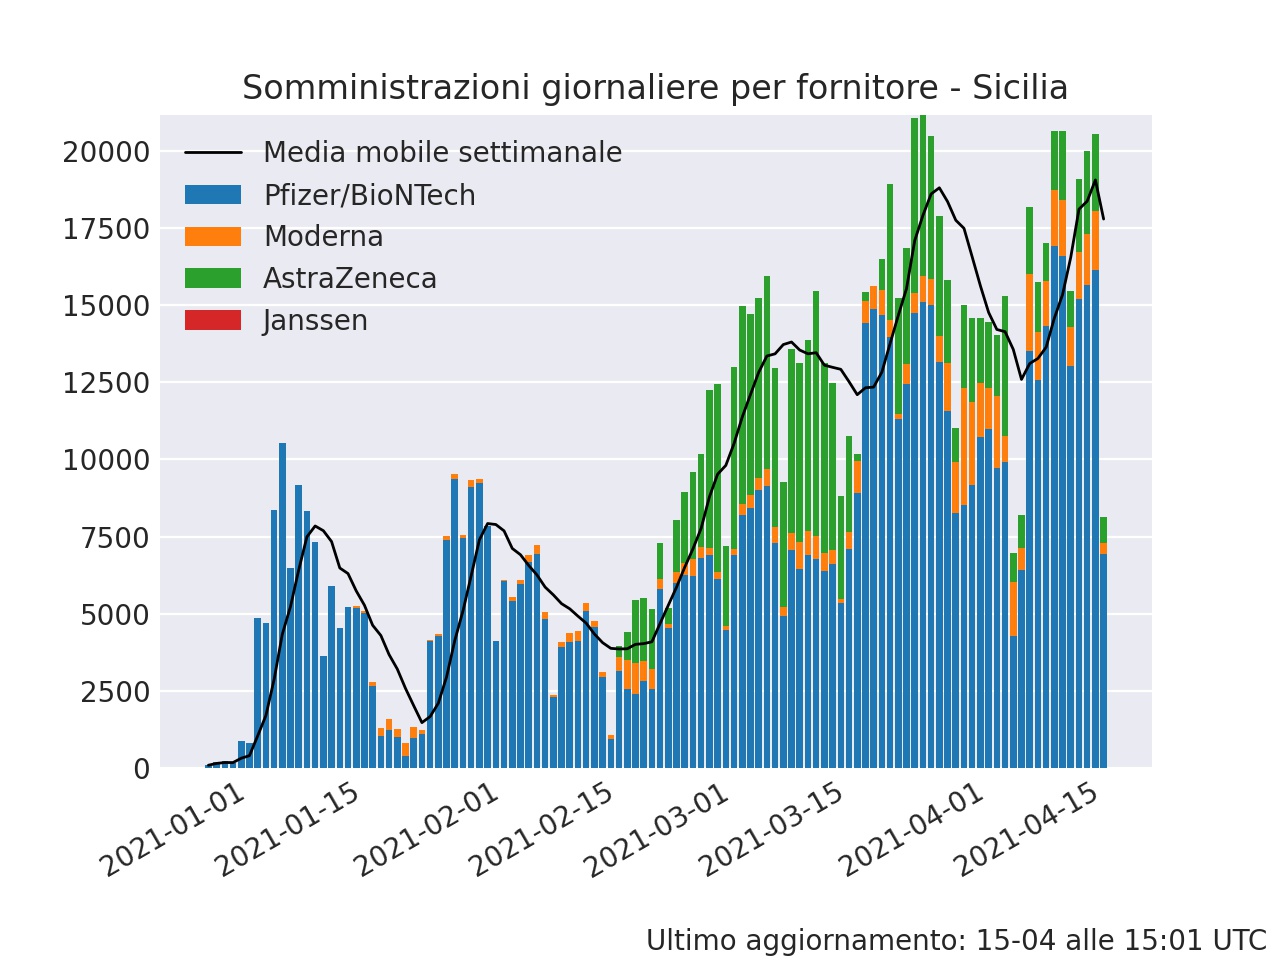 Somministrazioni giornaliere per fornitore - Sicilia
Media mobile settimanale
Pfizer/BioNTech
Moderna
AstraZeneca
Janssen
20000
17500
15000
12500
10000
7500
5000
2500
0
2021-01-01
2021-01-15
2021-02-01
2021-02-15
2021-03-01
2021-03-15
2021-04-01
2021-04-15
Ultimo aggiornamento: 15-04 alle 15:01 UTC